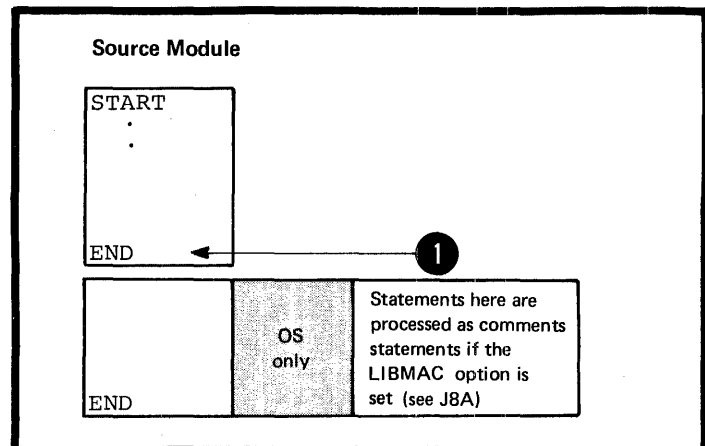 Source Module
START
.
.
END
1
OS
only
Statements here are
processed as comments
statements if the
LIBMAC option is
set (see J8A)
END